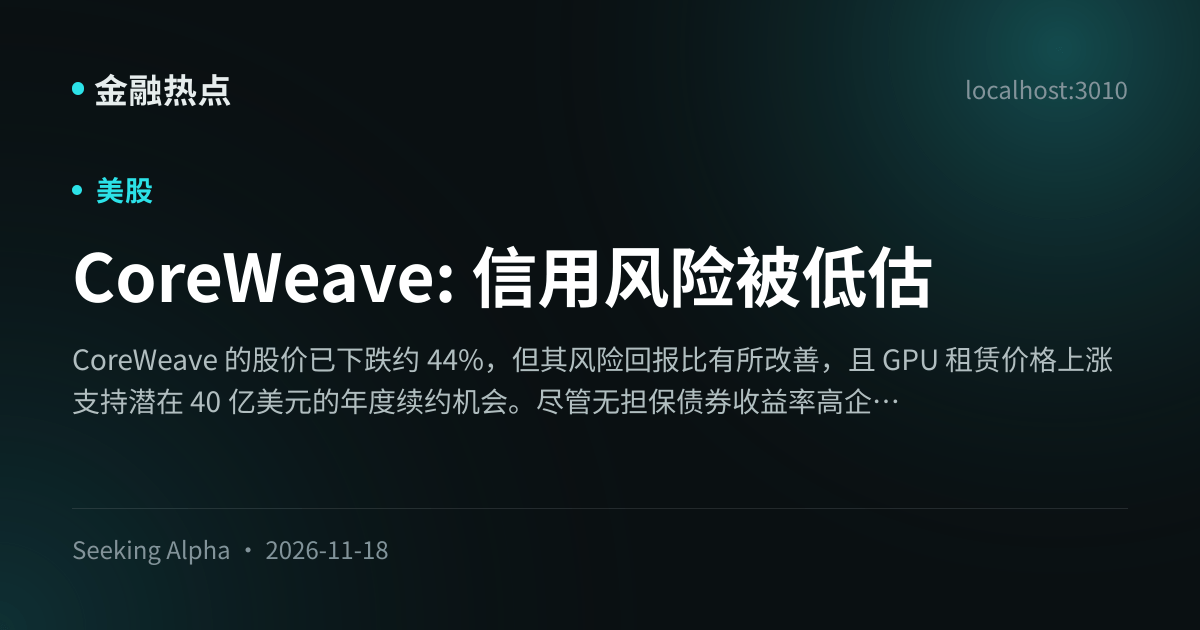 金融热点
localhost:3010
美股
CoreWeave: 信用风险被低估
CoreWeave 的股价已下跌约 44%，但其风险回报比有所改善，且 GPU 租赁价格上涨
支持潜在 40 亿美元的年度续约机会。尽管无担保债券收益率高企…
Seeking Alpha · 2026-11-18